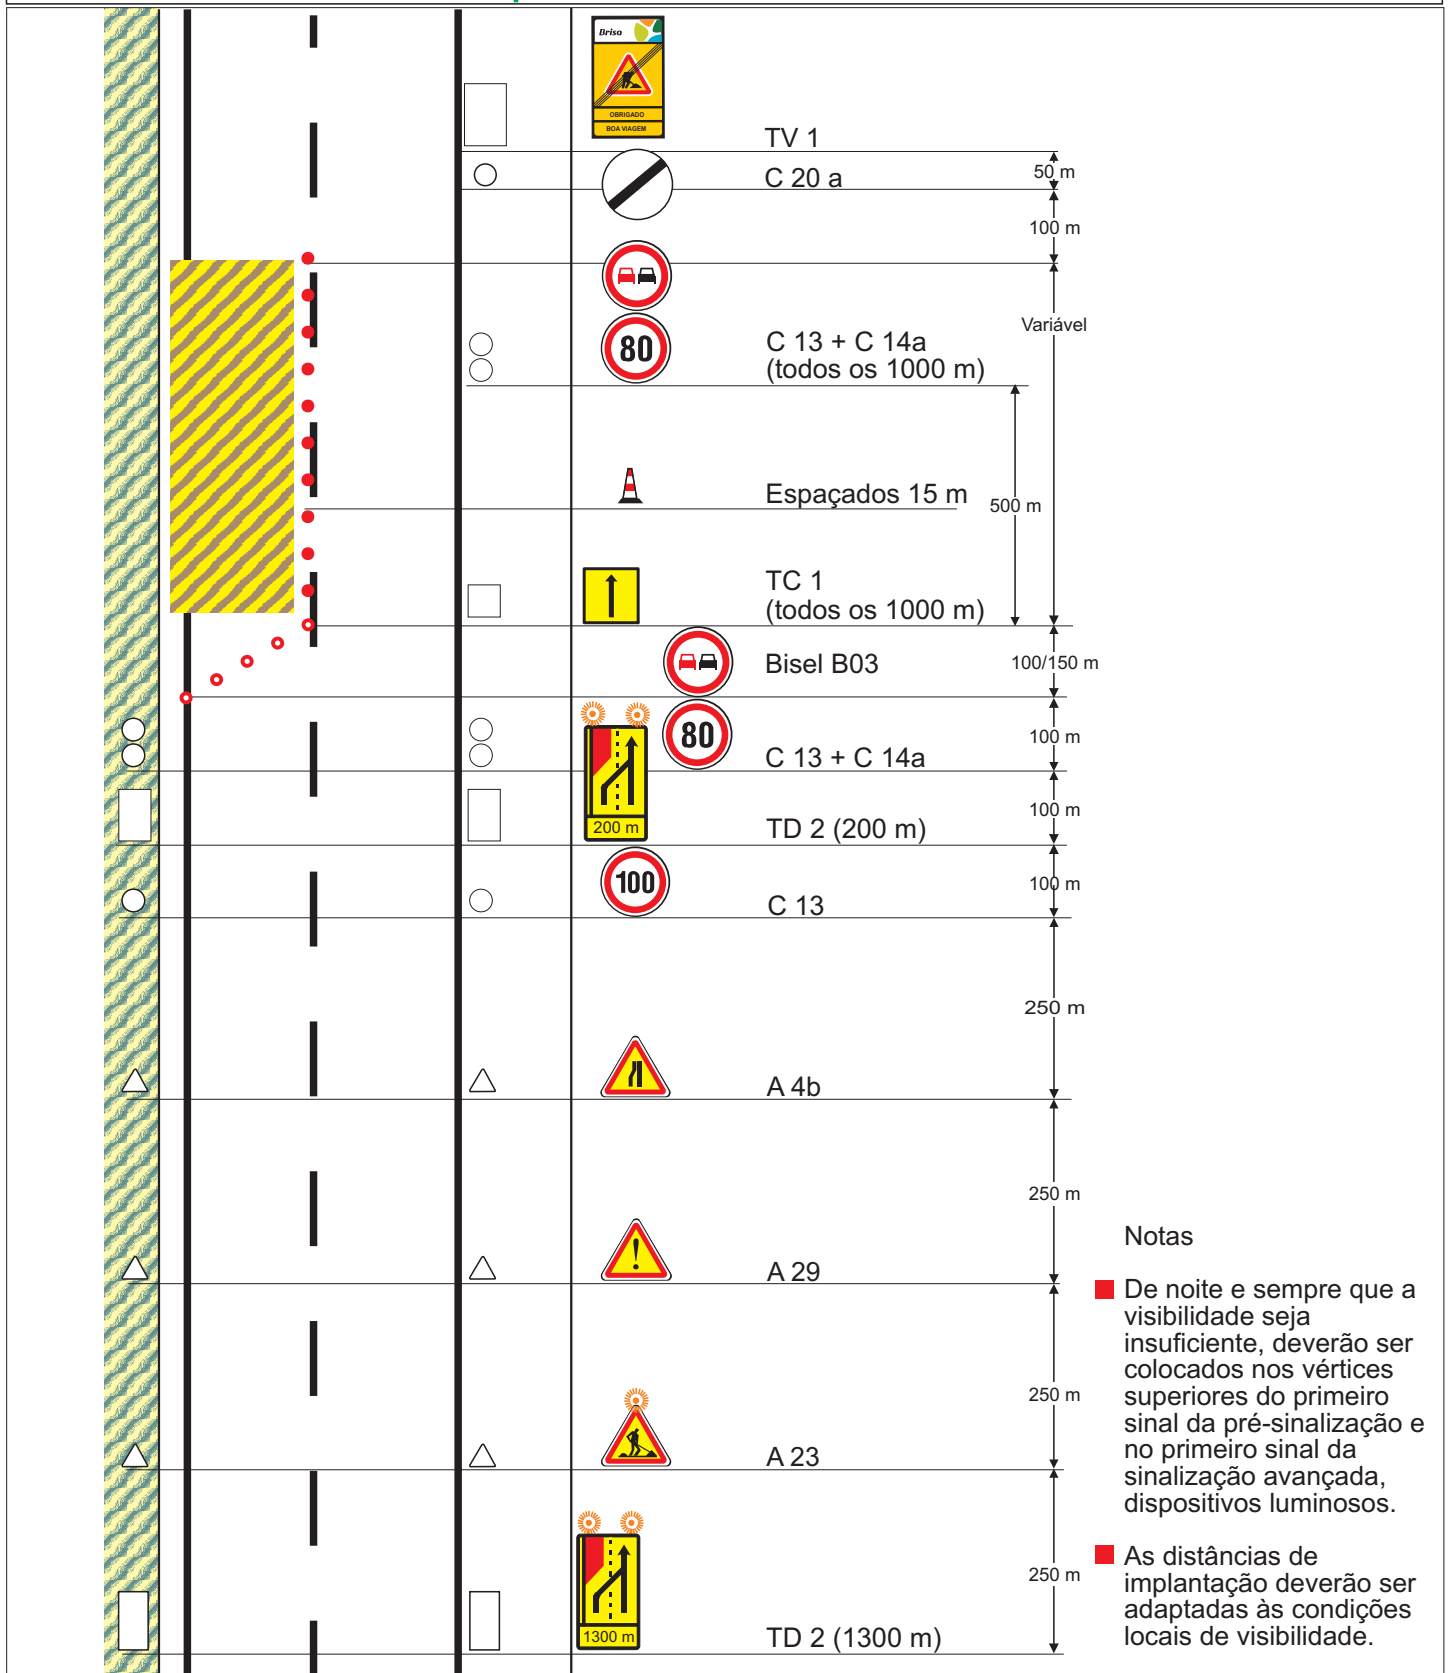 Brisa
OBRIGADO
BOA VIAGEM
TV 1
C 20 a
50 m
100 m
80
C 13 + C 14a
(todos os 1000 m)
Variável
Espaçados 15 m
500 m
TC 1
(todos os 1000 m)
Bisel B03
100/150 m
80
C 13 + C 14a
100 m
200 m
TD 2 (200 m)
100 m
100
C 13
100 m
250 m
A 4b
250 m
!
A 29
250 m
A 23
250 m
1300 m
TD 2 (1300 m)
Notas
De noite e sempre que a
visibilidade seja
insuficiente, deverão ser
colocados nos vértices
superiores do primeiro
sinal da pré-sinalização e
no primeiro sinal da
sinalização avançada,
dispositivos luminosos.
As distâncias de
implantação deverão ser
adaptadas às condições
locais de visibilidade.